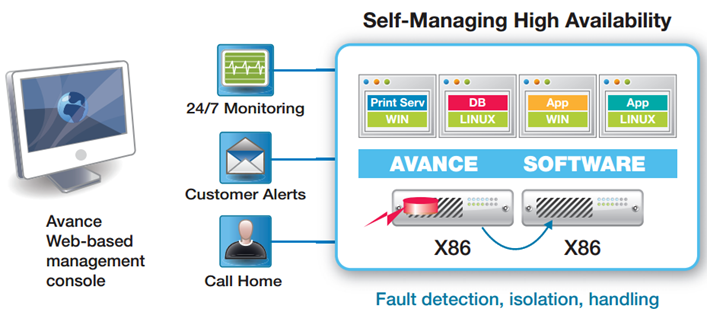 Self-Managing High Availability
24/7 Monitoring
Customer Alerts
Call Home
Avance
Web-based
management
console
Print Serv
WIN
DB
LINUX
App
WIN
App
LINUX
AVANCE SOFTWARE
X86 X86
Fault detection, isolation, handling